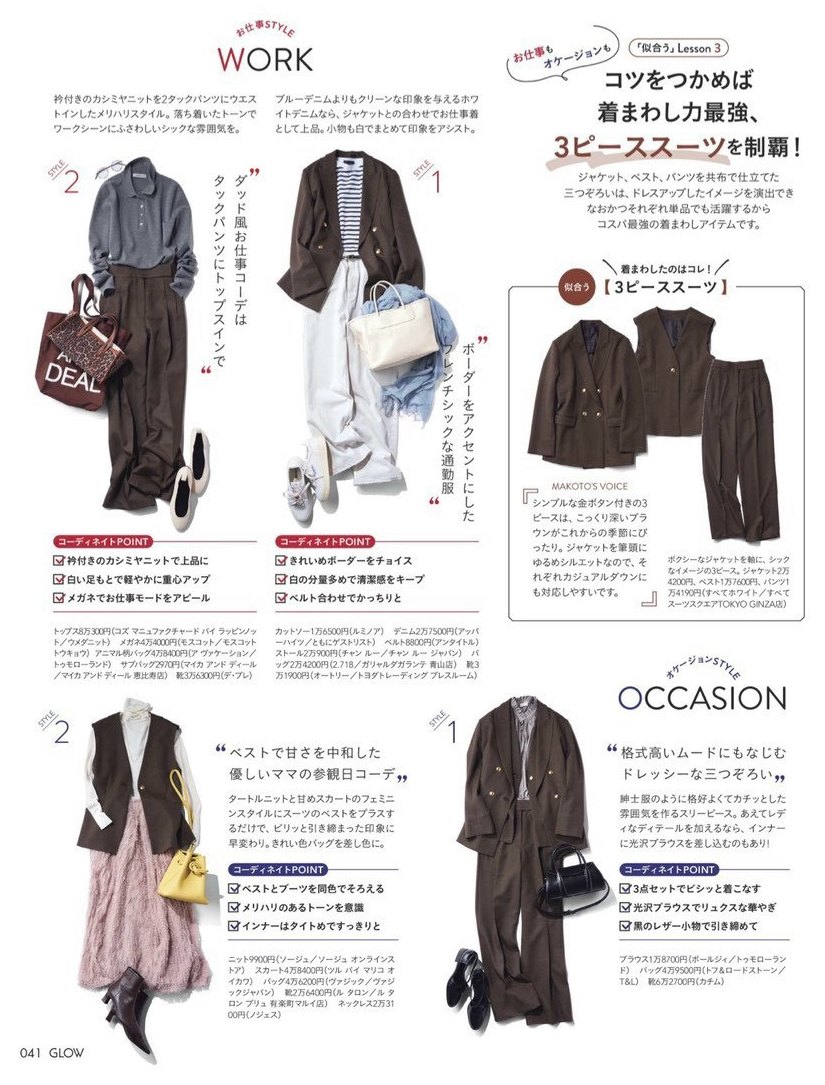 お仕事も
オケージョンも
「似合う」Lesson 3
コツをつかめば
着まわし力最強、
3ピーススーツを制覇！
ジャケット、ベスト、パンツを共布で仕立てた
三つぞろいは、ドレスアップしたイメージを演出でき
なおかつそれぞれ単品でも活躍するから
コスパ最強の着まわしアイテムです。
着まわしたのはコレ！
似合う
【3ピーススーツ】
MAKOTO'S VOICE
シンプルな金ボタン付きの3
ピースは、こっくり深いブラ
ウンがこれからの季節にぴ
ったり。ジャケットを筆頭に
ゆるめシルエットなので、そ
れぞれカジュアルダウンに
も対応しやすいです。
ボクシーなジャケットを軸に、シック
なイメージの3ピース。ジャケット2万
4200円、ベスト1万7600円、パンツ1
万4190円（すべてホワイト／すべて
スーツスクエアTOKYO GINZA店）
お仕事STYLE
WORK
ブルーデニムよりもクリーンな印象を与えるホワ
イトデニムなら、ジャケットとの合わせでお仕事着
として上品。小物も白でまとめて印象をアシスト。
STYLE
1
“ボーダーをアクセントにした
フレンチシックな通勤服”
コーディネイトPOINT
きれいめボーダーをチョイス
白の分量多めで清潔感をキープ
ベルト合わせでかっちりと
カットソー1万6500円（ルミノア） デニム2万7500円（アッパ
ーハイツ／ともにゲストリスト） ベルト8800円（アンタイトル）
ストール2万900円（チャン ルー／チャン ルー ジャパン） バ
ッグ2万4200円（2.718／ガリャルダガランテ 青山店） 靴3
万1900円（オートリー／トヨダトレーディング プレスルーム）
衿付きのカシミヤニットを2タックパンツにウエス
トインしたメリハリスタイル。落ち着いたトーンで
ワークシーンにふさわしいシックな雰囲気を。
STYLE
2
“ダッド風お仕事コーデは
タックパンツにトップスインで”
DEAL
コーディネイトPOINT
衿付きのカシミヤニットで上品に
白い足もとで軽やかに重心アップ
メガネでお仕事モードをアピール
トップス8万300円（コズ マニュファクチャード バイ ラッピンノッ
ト／ウメダニット） メガネ4万4000円（モスコット／モスコット
トウキョウ） アニマル柄バッグ4万8400円（ア ヴァケーション／
トゥモローランド） サブバッグ2970円（マイカ アンド ディール
／マイカ アンド ディール 恵比寿店） 靴3万6300円（デ・プレ）
オケージョンSTYLE
OCCASION
STYLE
1
“格式高いムードにもなじむ
ドレッシーな三つぞろい”
紳士服のように格好よくてカチッとした
雰囲気を作るスリーピース。あえてレデ
ィなディテールを加えるなら、インナー
に光沢ブラウスを差し込むのもあり！
コーディネイトPOINT
3点セットでビシッと着こなす
光沢ブラウスでリュクスな華やぎ
黒のレザー小物で引き締めて
ブラウス1万8700円（ポールジィ／トゥモローラン
ド） バッグ4万9500円（トフ＆ロードストーン／
T&L） 靴6万2700円（カチム）
STYLE
2
“ベストで甘さを中和した
優しいママの参観日コーデ”
タートルニットと甘めスカートのフェミニ
ンスタイルにスーツのベストをプラスす
るだけで、ピリッと引き締まった印象に
早変わり。きれい色バッグを差し色に。
コーディネイトPOINT
ベストとブーツを同色でそろえる
メリハリのあるトーンを意識
インナーはタイトめですっきりと
ニット9900円（ソージュ／ソージュ オンラインス
トア） スカート4万8400円（ツル バイ マリコ オ
イカワ） バッグ4万6200円（ヴァジック／ヴァジ
ックジャパン） 靴2万6400円（ル タロン／ル タ
ロン プリュ 有楽町マルイ店） ネックレス2万31
00円（ノジェス）
041 GLOW